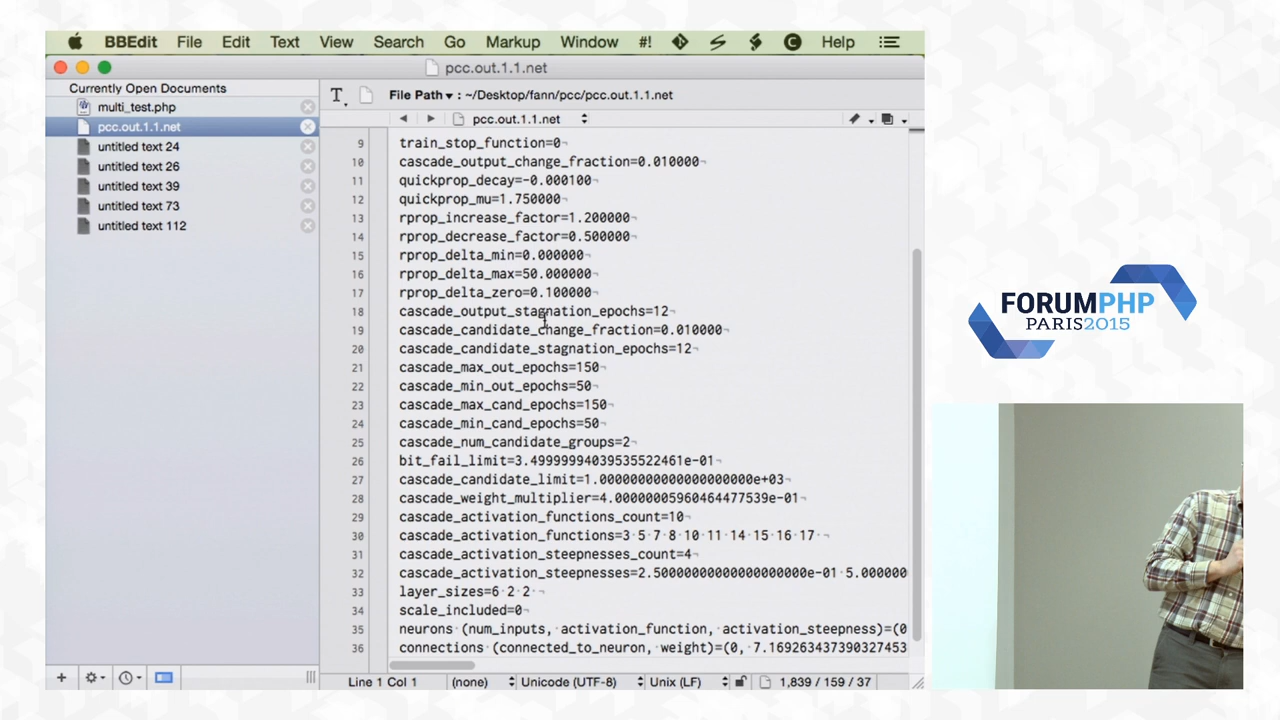 BBEdit File Edit Text View Search Go Markup Window #! Help
pcc.out.1.1.net
Currently Open Documents
multi_test.php
pcc.out.1.1.net
untitled text 24
untitled text 26
untitled text 39
untitled text 73
untitled text 112
File Path ▾ : ~/Desktop/fann/pcc/pcc.out.1.1.net
pcc.out.1.1.net
9 train_stop_function=0¬
10 cascade_output_change_fraction=0.010000¬
11 quickprop_decay=-0.000100¬
12 quickprop_mu=1.750000¬
13 rprop_increase_factor=1.200000¬
14 rprop_decrease_factor=0.500000¬
15 rprop_delta_min=0.000000¬
16 rprop_delta_max=50.000000¬
17 rprop_delta_zero=0.100000¬
18 cascade_output_stagnation_epochs=12¬
19 cascade_candidate_change_fraction=0.010000¬
20 cascade_candidate_stagnation_epochs=12¬
21 cascade_max_out_epochs=150¬
22 cascade_min_out_epochs=50¬
23 cascade_max_cand_epochs=150¬
24 cascade_min_cand_epochs=50¬
25 cascade_num_candidate_groups=2¬
26 bit_fail_limit=3.49999994039535522461e-01¬
27 cascade_candidate_limit=1.00000000000000000000e+03¬
28 cascade_weight_multiplier=4.00000005960464477539e-01¬
29 cascade_activation_functions_count=10¬
30 cascade_activation_functions=3·5·7·8·10·11·14·15·16·17·¬
31 cascade_activation_steepnesses_count=4¬
32 cascade_activation_steepnesses=2.50000000000000000000e-01·5.000000
33 layer_sizes=6·2·2·¬
34 scale_included=0¬
35 neurons·(num_inputs,·activation_function,·activation_steepness)=(0
36 connections·(connected_to_neuron,·weight)=(0,·7.169263437390327453
Line 1 Col 1 (none) Unicode (UTF-8) Unix (LF) 1,839 / 159 / 37
FORUMPHP
PARIS2015